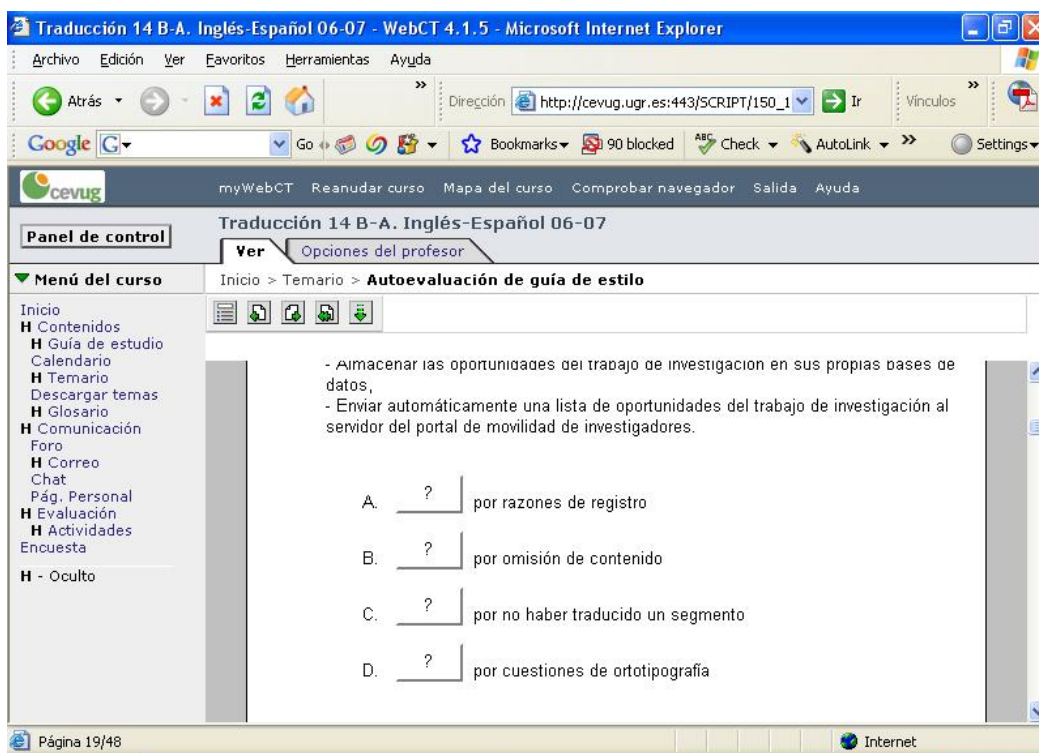 Traducción 14 B-A. Inglés-Español 06-07 - WebCT 4.1.5 - Microsoft Internet Explorer
Archivo Edición Ver Favoritos Herramientas Ayuda
Atrás » Dirección http://cevug.ugr.es:443/SCRIPT/150_1 Ir Vínculos »
Google G Go Bookmarks 90 blocked ABC Check AutoLink » Settings
cevug myWebCT Reanudar curso Mapa del curso Comprobar navegador Salida Ayuda
Panel de control
Traducción 14 B-A. Inglés-Español 06-07
Ver Opciones del profesor
Menú del curso
Inicio > Temario > Autoevaluación de guía de estilo
Inicio
H Contenidos
H Guía de estudio
Calendario
H Temario
Descargar temas
H Glosario
H Comunicación
Foro
H Correo
Chat
Pág. Personal
H Evaluación
H Actividades
Encuesta
H - Oculto
- Almacenar las oportunidades del trabajo de investigación en sus propias bases de
datos,
- Enviar automáticamente una lista de oportunidades del trabajo de investigación al
servidor del portal de movilidad de investigadores.
A. ? por razones de registro
B. ? por omisión de contenido
C. ? por no haber traducido un segmento
D. ? por cuestiones de ortotipografía
Página 19/48 Internet